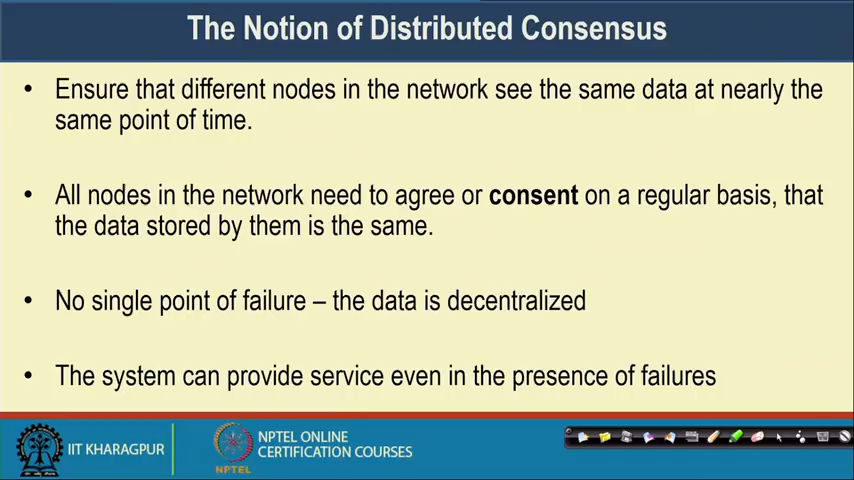 The Notion of Distributed Consensus
• Ensure that different nodes in the network see the same data at nearly the
same point of time.
• All nodes in the network need to agree or consent on a regular basis, that
the data stored by them is the same.
• No single point of failure – the data is decentralized
• The system can provide service even in the presence of failures
IIT KHARAGPUR
NPTEL
NPTEL ONLINE
CERTIFICATION COURSES